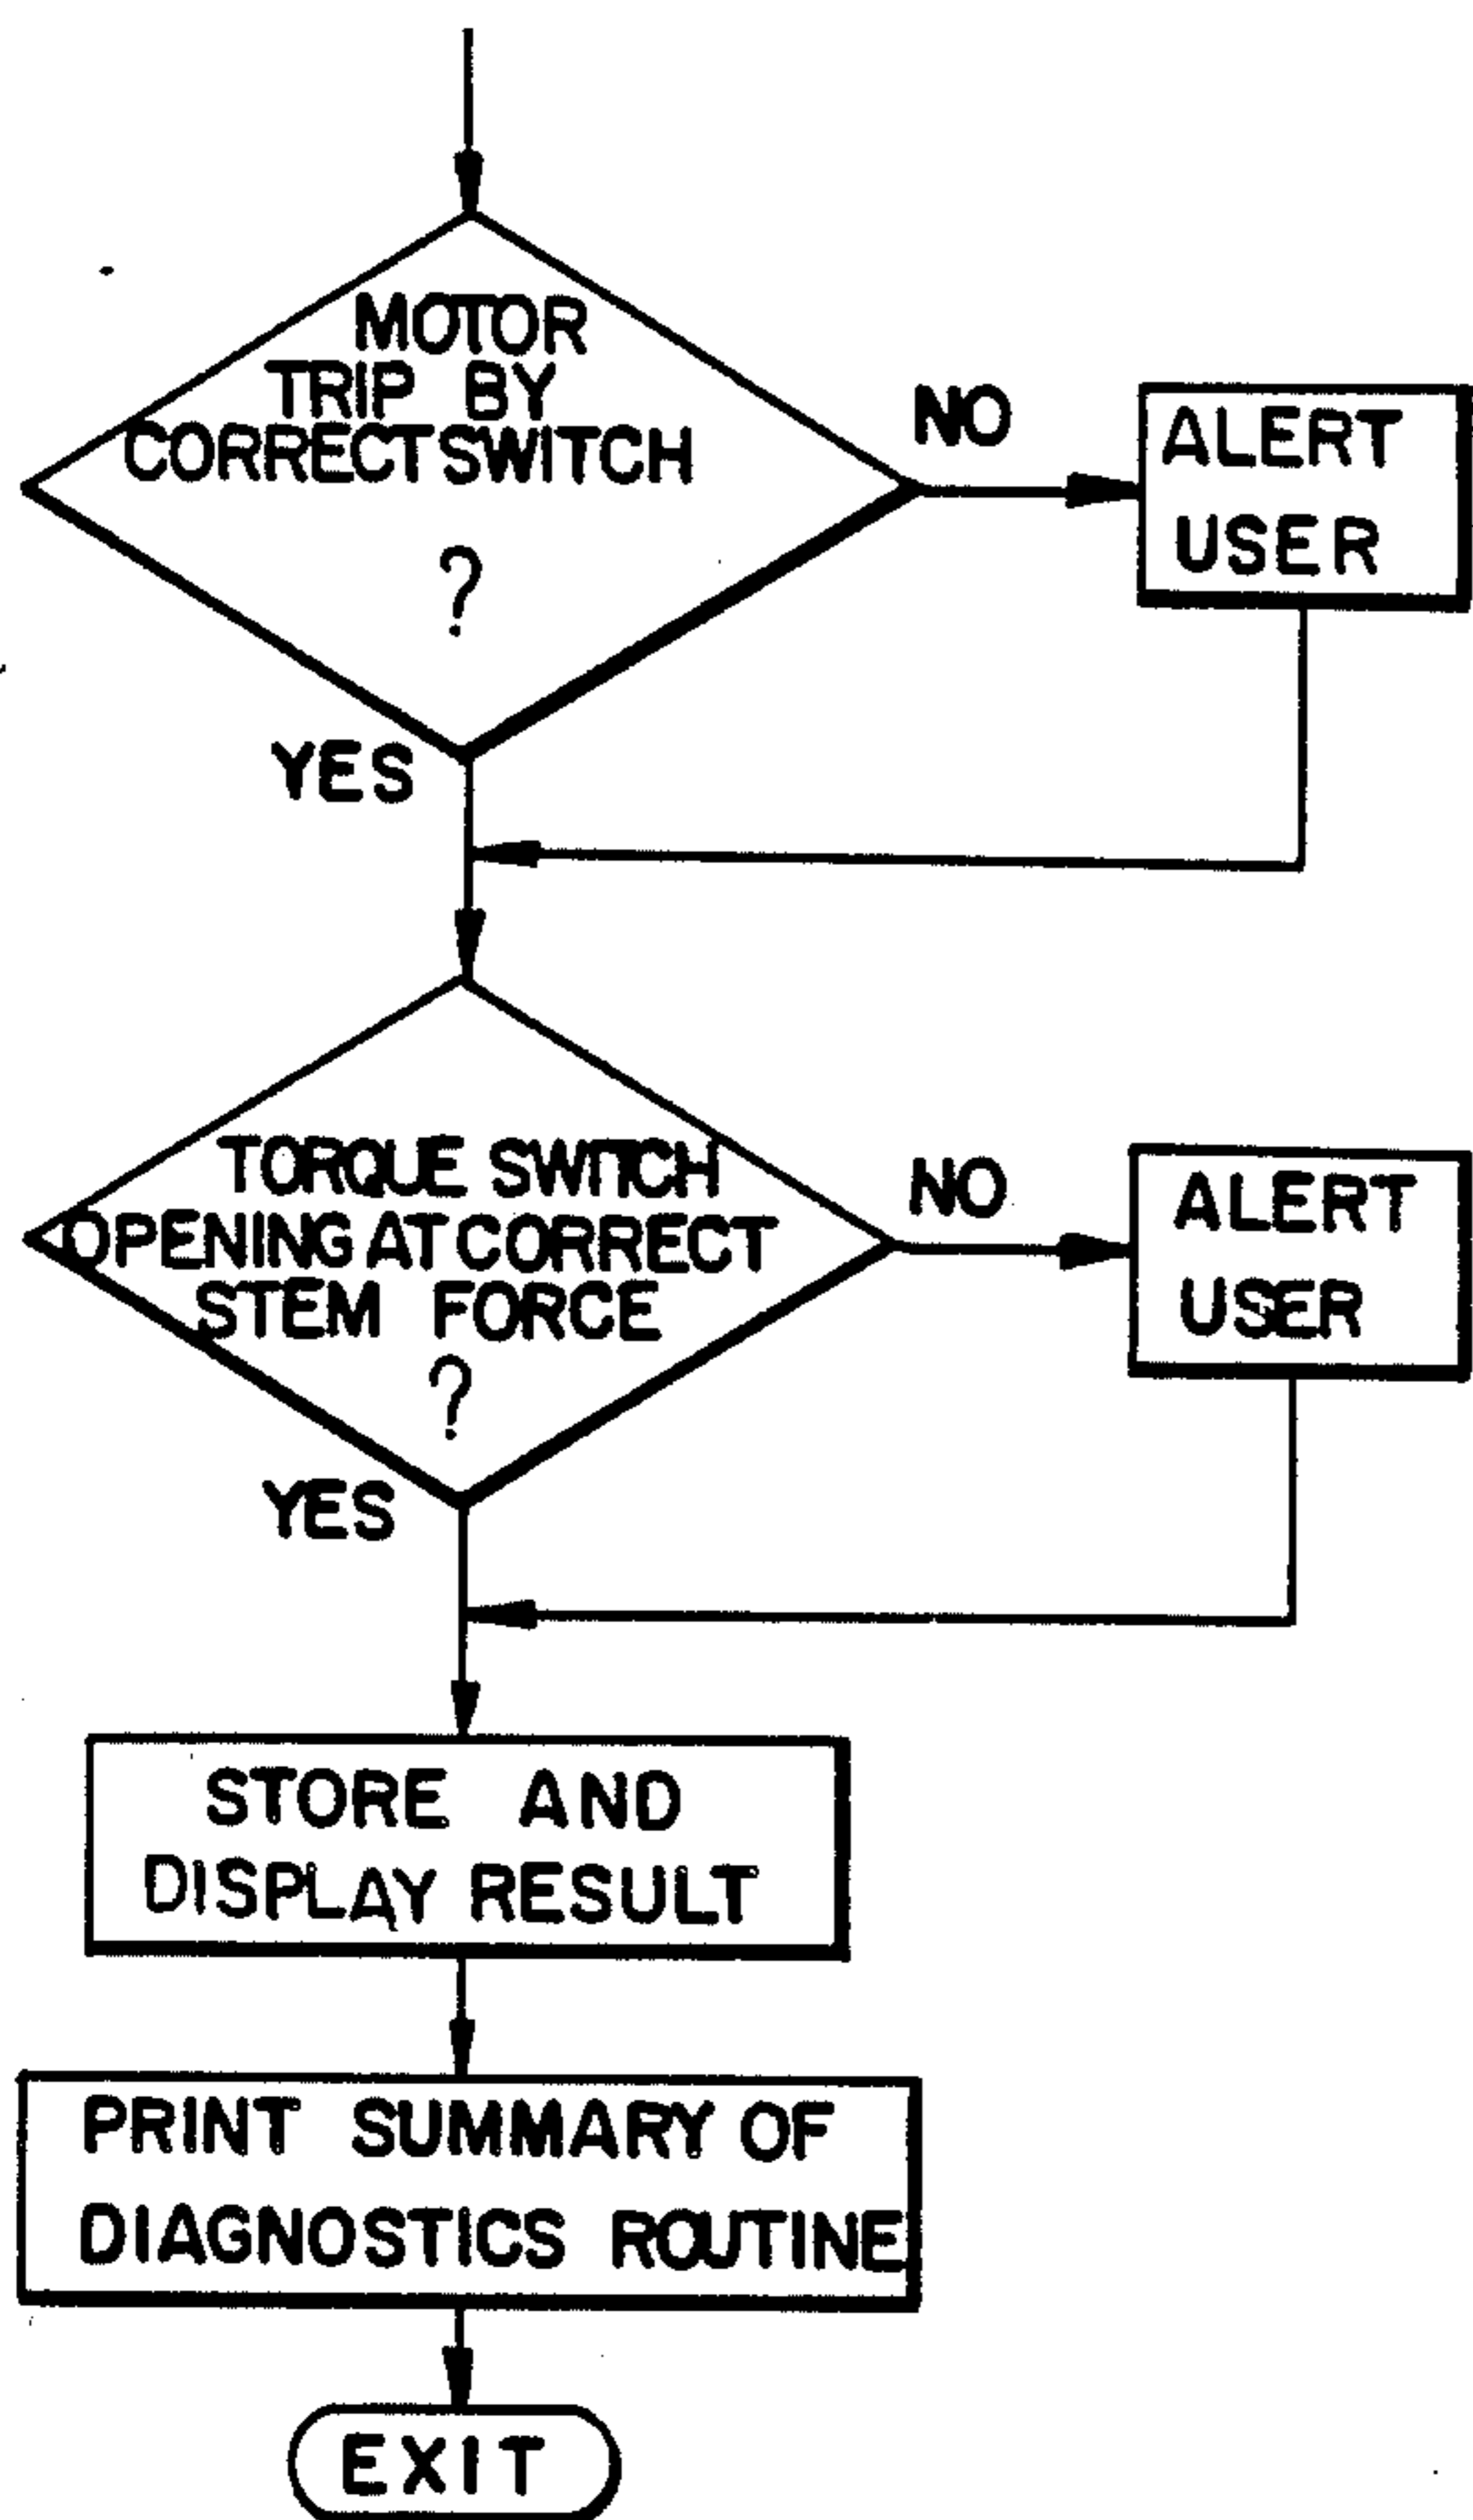 MOTOR
TRIP BY
CORRECT SWITCH
?
NO
ALERT
USER
YES
TORQUE SWITCH
OPENING AT CORRECT
STEM FORCE
?
NO
ALERT
USER
YES
STORE AND
DISPLAY RESULT
PRINT SUMMARY OF
DIAGNOSTICS ROUTINE
EXIT